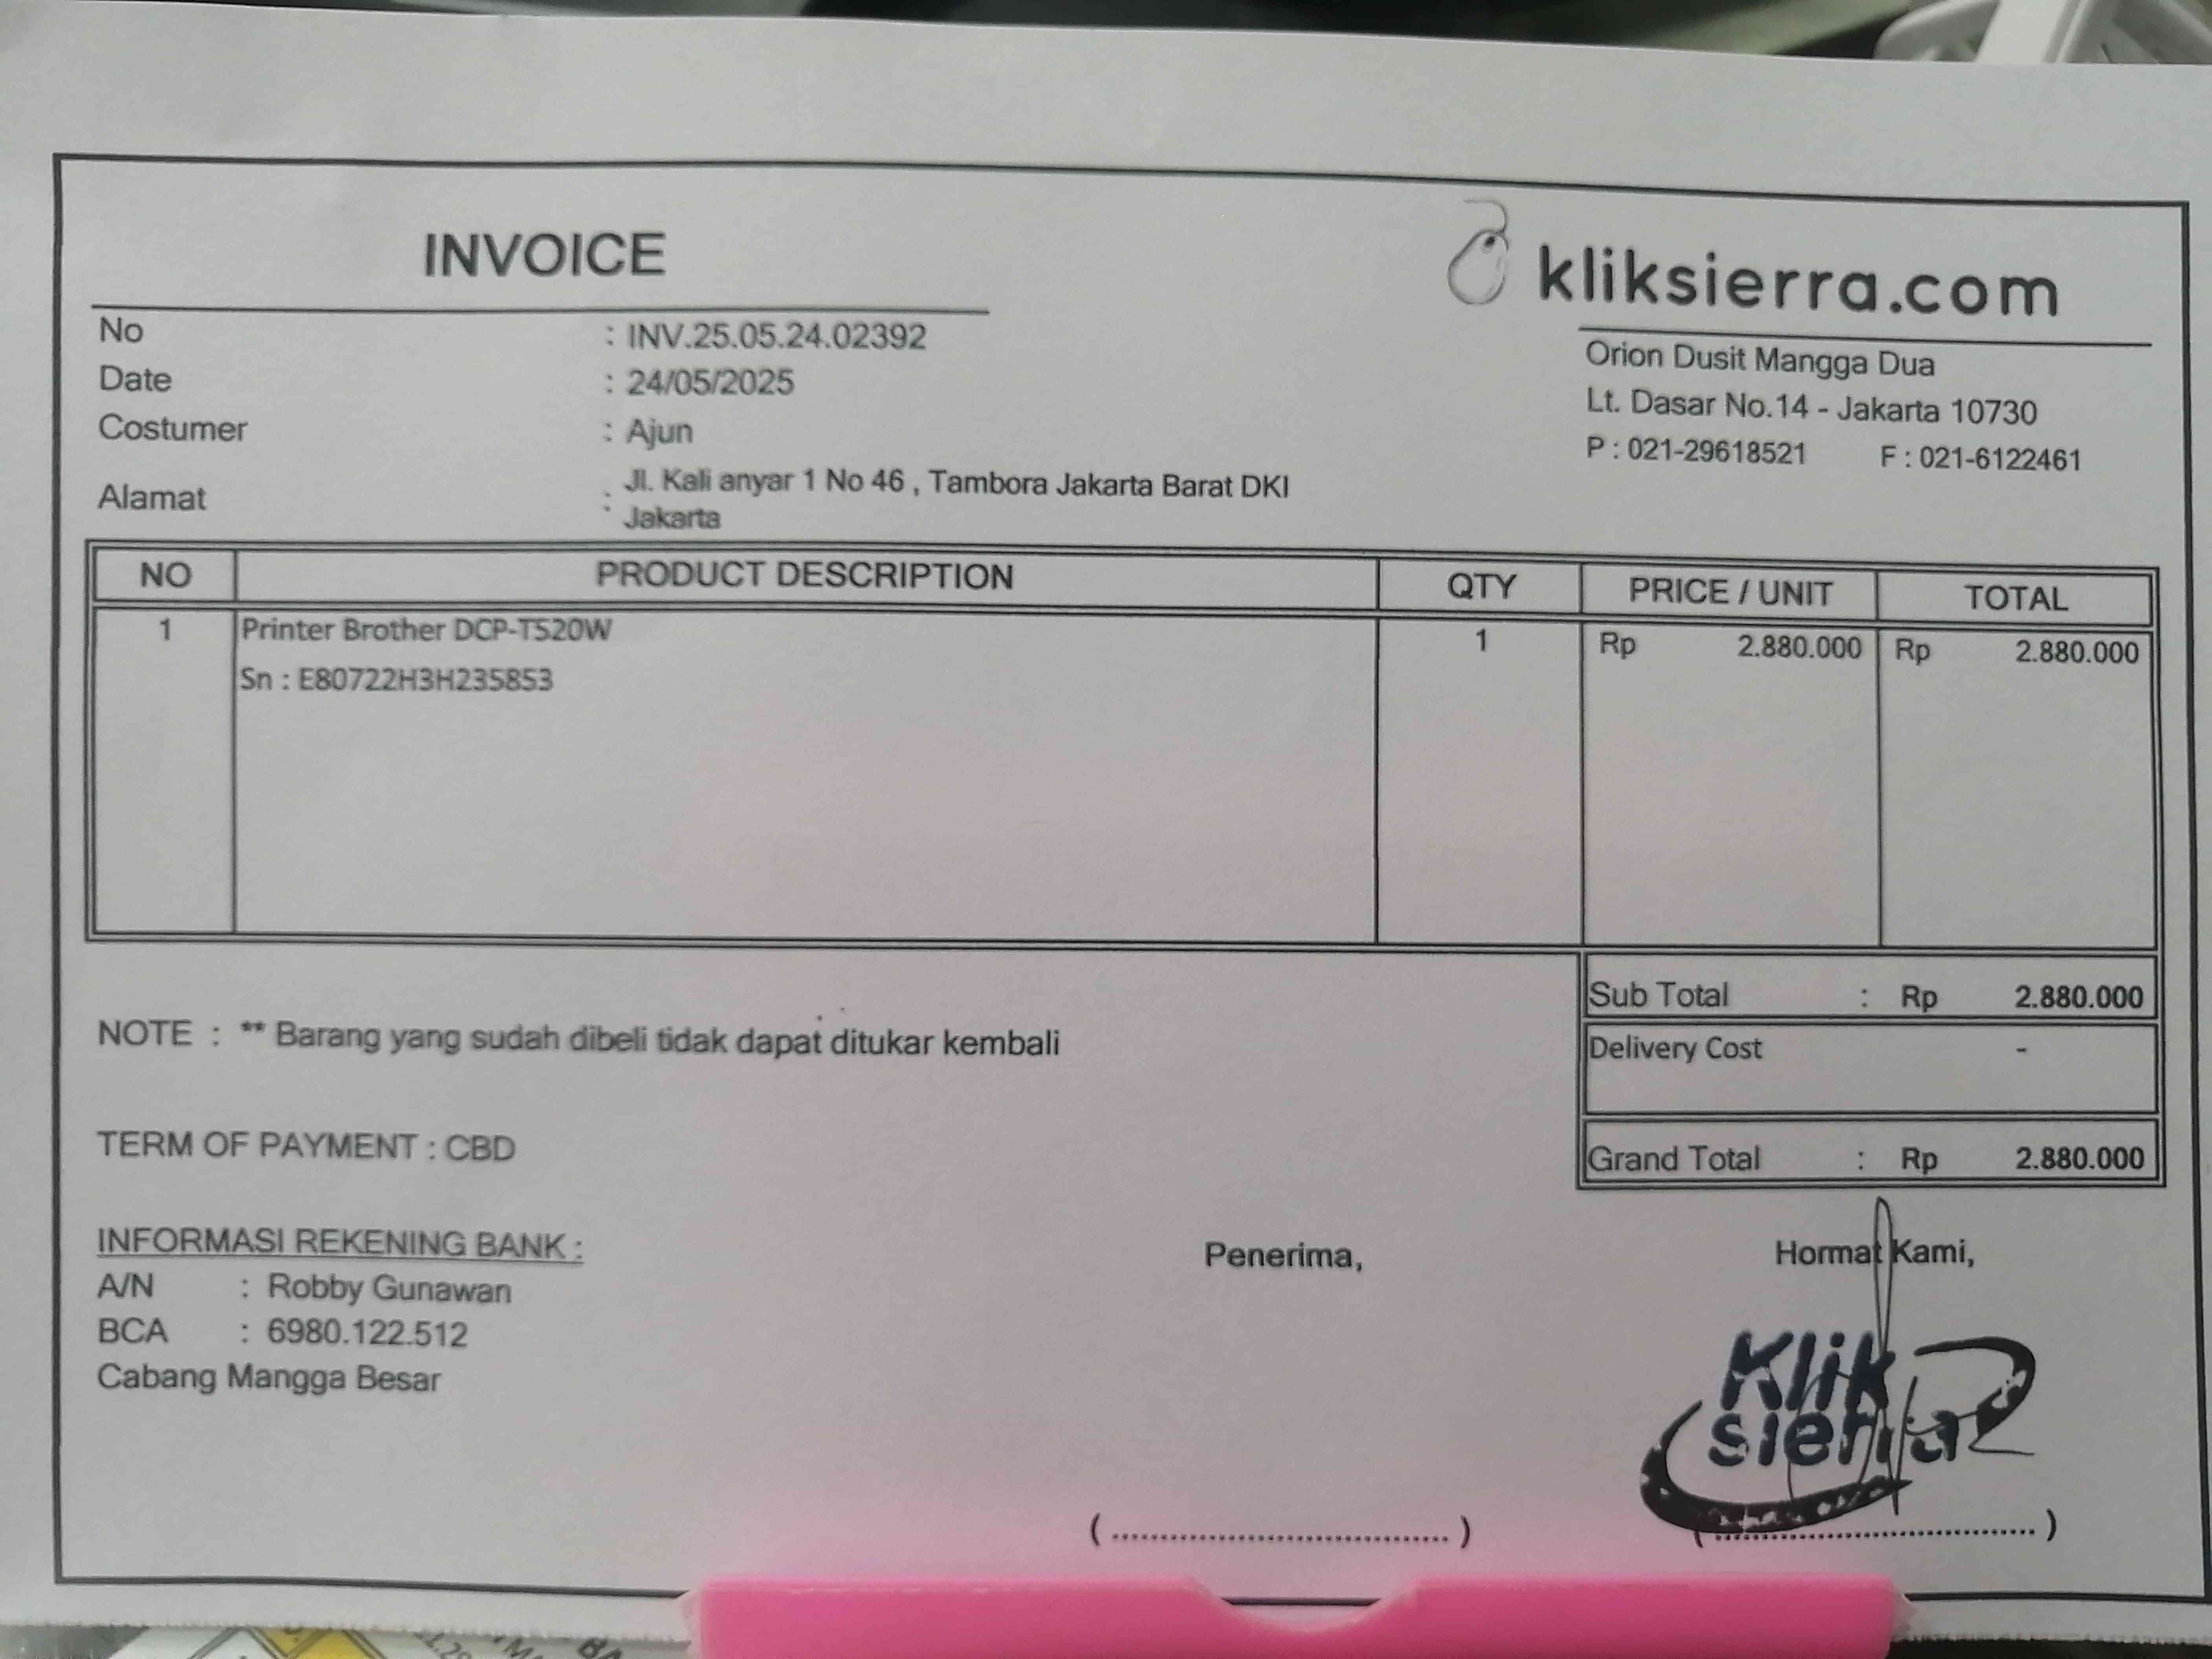 INVOICE
kliksierra.com
Orion Dusit Mangga Dua
Lt. Dasar No.14 - Jakarta 10730
P : 021-29618521 F : 021-6122461
No : INV.25.05.24.02392
Date : 24/05/2025
Costumer : Ajun
Alamat : Jl. Kali anyar 1 No 46 , Tambora Jakarta Barat DKI
Jakarta
NO PRODUCT DESCRIPTION QTY PRICE / UNIT TOTAL
1 Printer Brother DCP-T520W 1 Rp 2.880.000 Rp 2.880.000
Sn : E80722H3H235853
Sub Total : Rp 2.880.000
NOTE : ** Barang yang sudah dibeli tidak dapat ditukar kembali
Delivery Cost -
TERM OF PAYMENT : CBD
Grand Total : Rp 2.880.000
INFORMASI REKENING BANK :
A/N : Robby Gunawan
BCA : 6980.122.512
Cabang Mangga Besar
Penerima,
Hormat Kami,
Klik
sierra
(..................................)
(..................................)